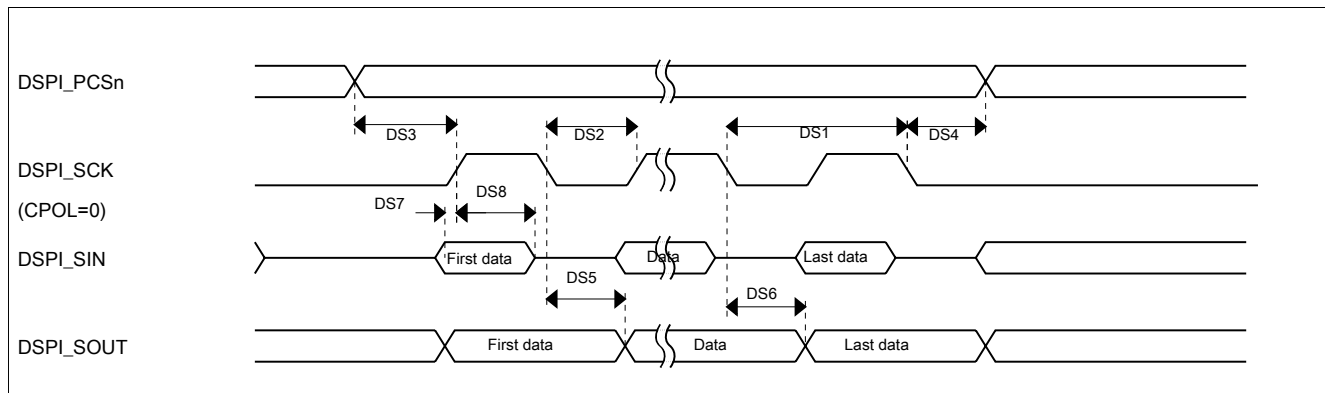 DSPI_PCSn
DS3
DS2
DS1
DS4
DSPI_SCK
(CPOL=0)
DS7
DS8
DSPI_SIN
First data
Data
Last data
DS5
DS6
DSPI_SOUT
First data
Data
Last data